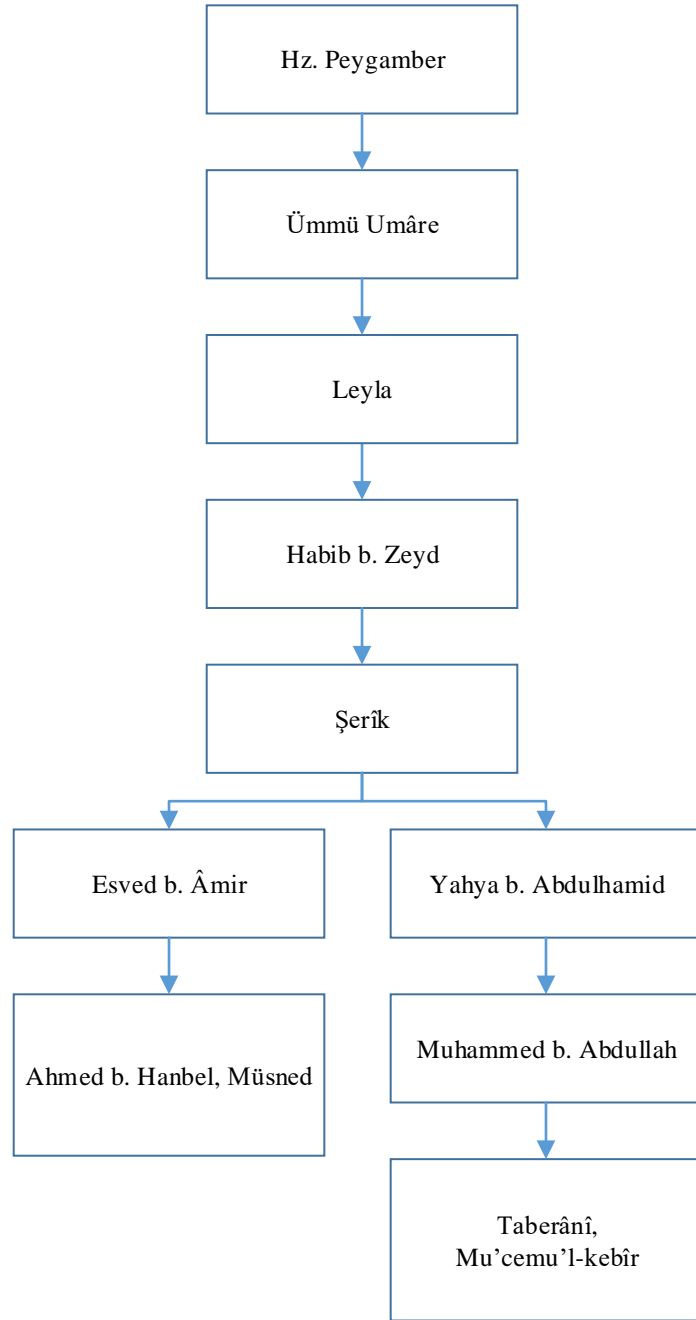 Hz. Peygamber
Ümmü Umâre
Leyla
Habib b. Zeyd
Şerîk
Esved b. Âmir
Yahya b. Abdulhamid
Ahmed b. Hanbel, Müsned
Muhammed b. Abdullah
Taberânî,
Mu’cemu’l-kebîr